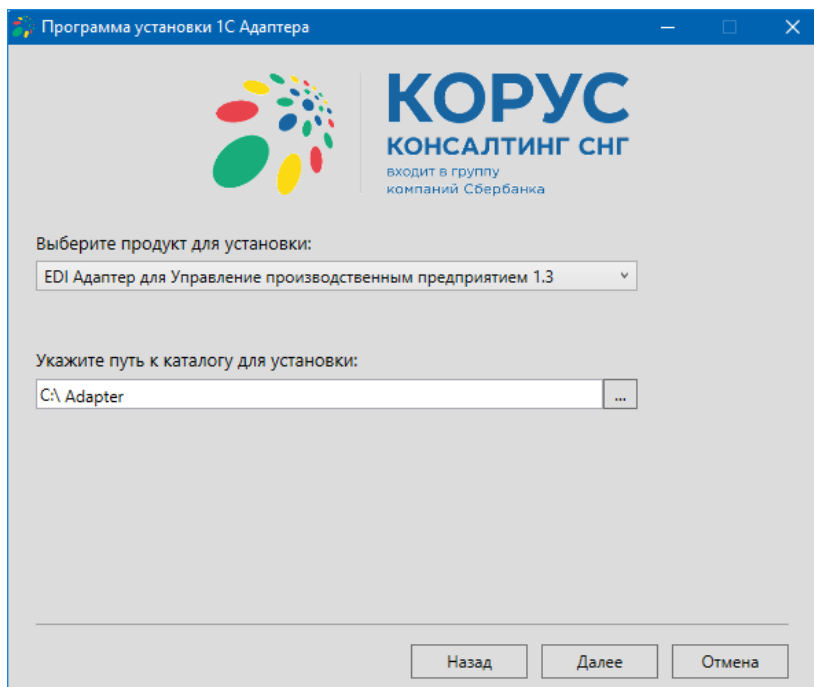 Программа установки 1С Адаптера
КОРУС
КОНСАЛТИНГ СНГ
входит в группу
компаний Сбербанка
Выберите продукт для установки:
EDI Адаптер для Управление производственным предприятием 1.3
Укажите путь к каталогу для установки:
C:\ Adapter
...
Назад
Далее
Отмена